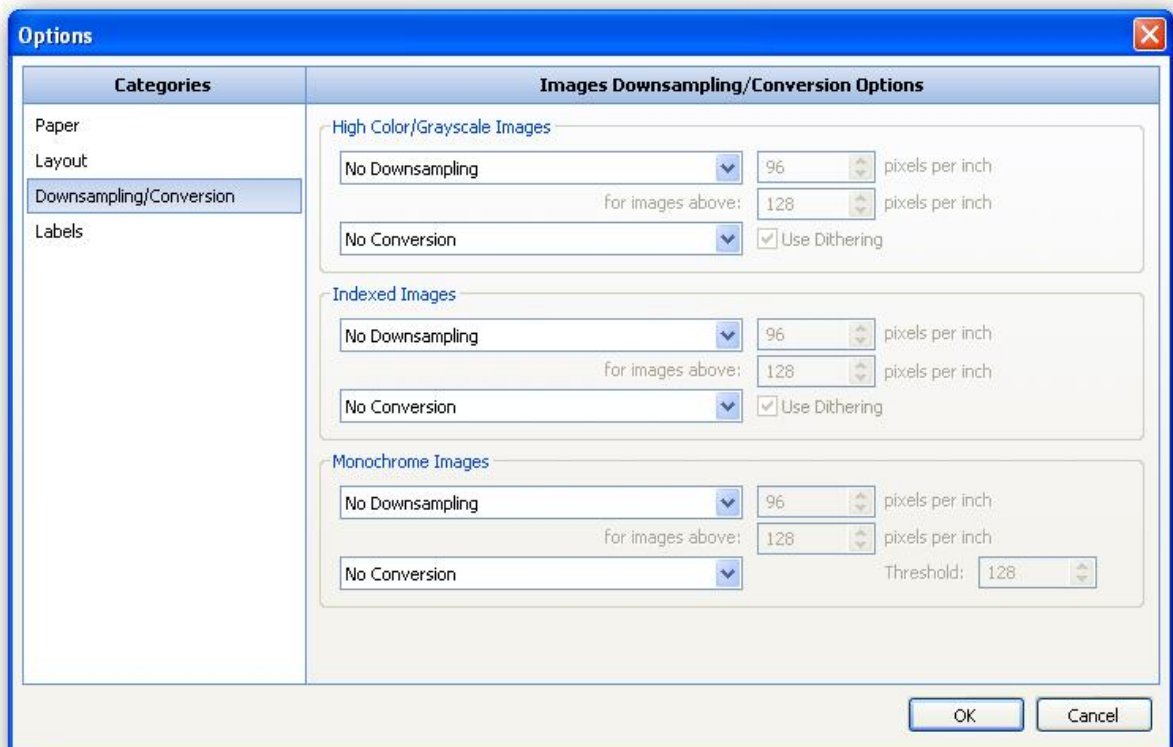 Options
Categories
Images Downsampling/Conversion Options
Paper
Layout
Downsampling/Conversion
Labels
High Color/Grayscale Images
No Downsampling 96 pixels per inch
for images above: 128 pixels per inch
No Conversion Use Dithering
Indexed Images
No Downsampling 96 pixels per inch
for images above: 128 pixels per inch
No Conversion Use Dithering
Monochrome Images
No Downsampling 96 pixels per inch
for images above: 128 pixels per inch
No Conversion Threshold: 128
OK Cancel